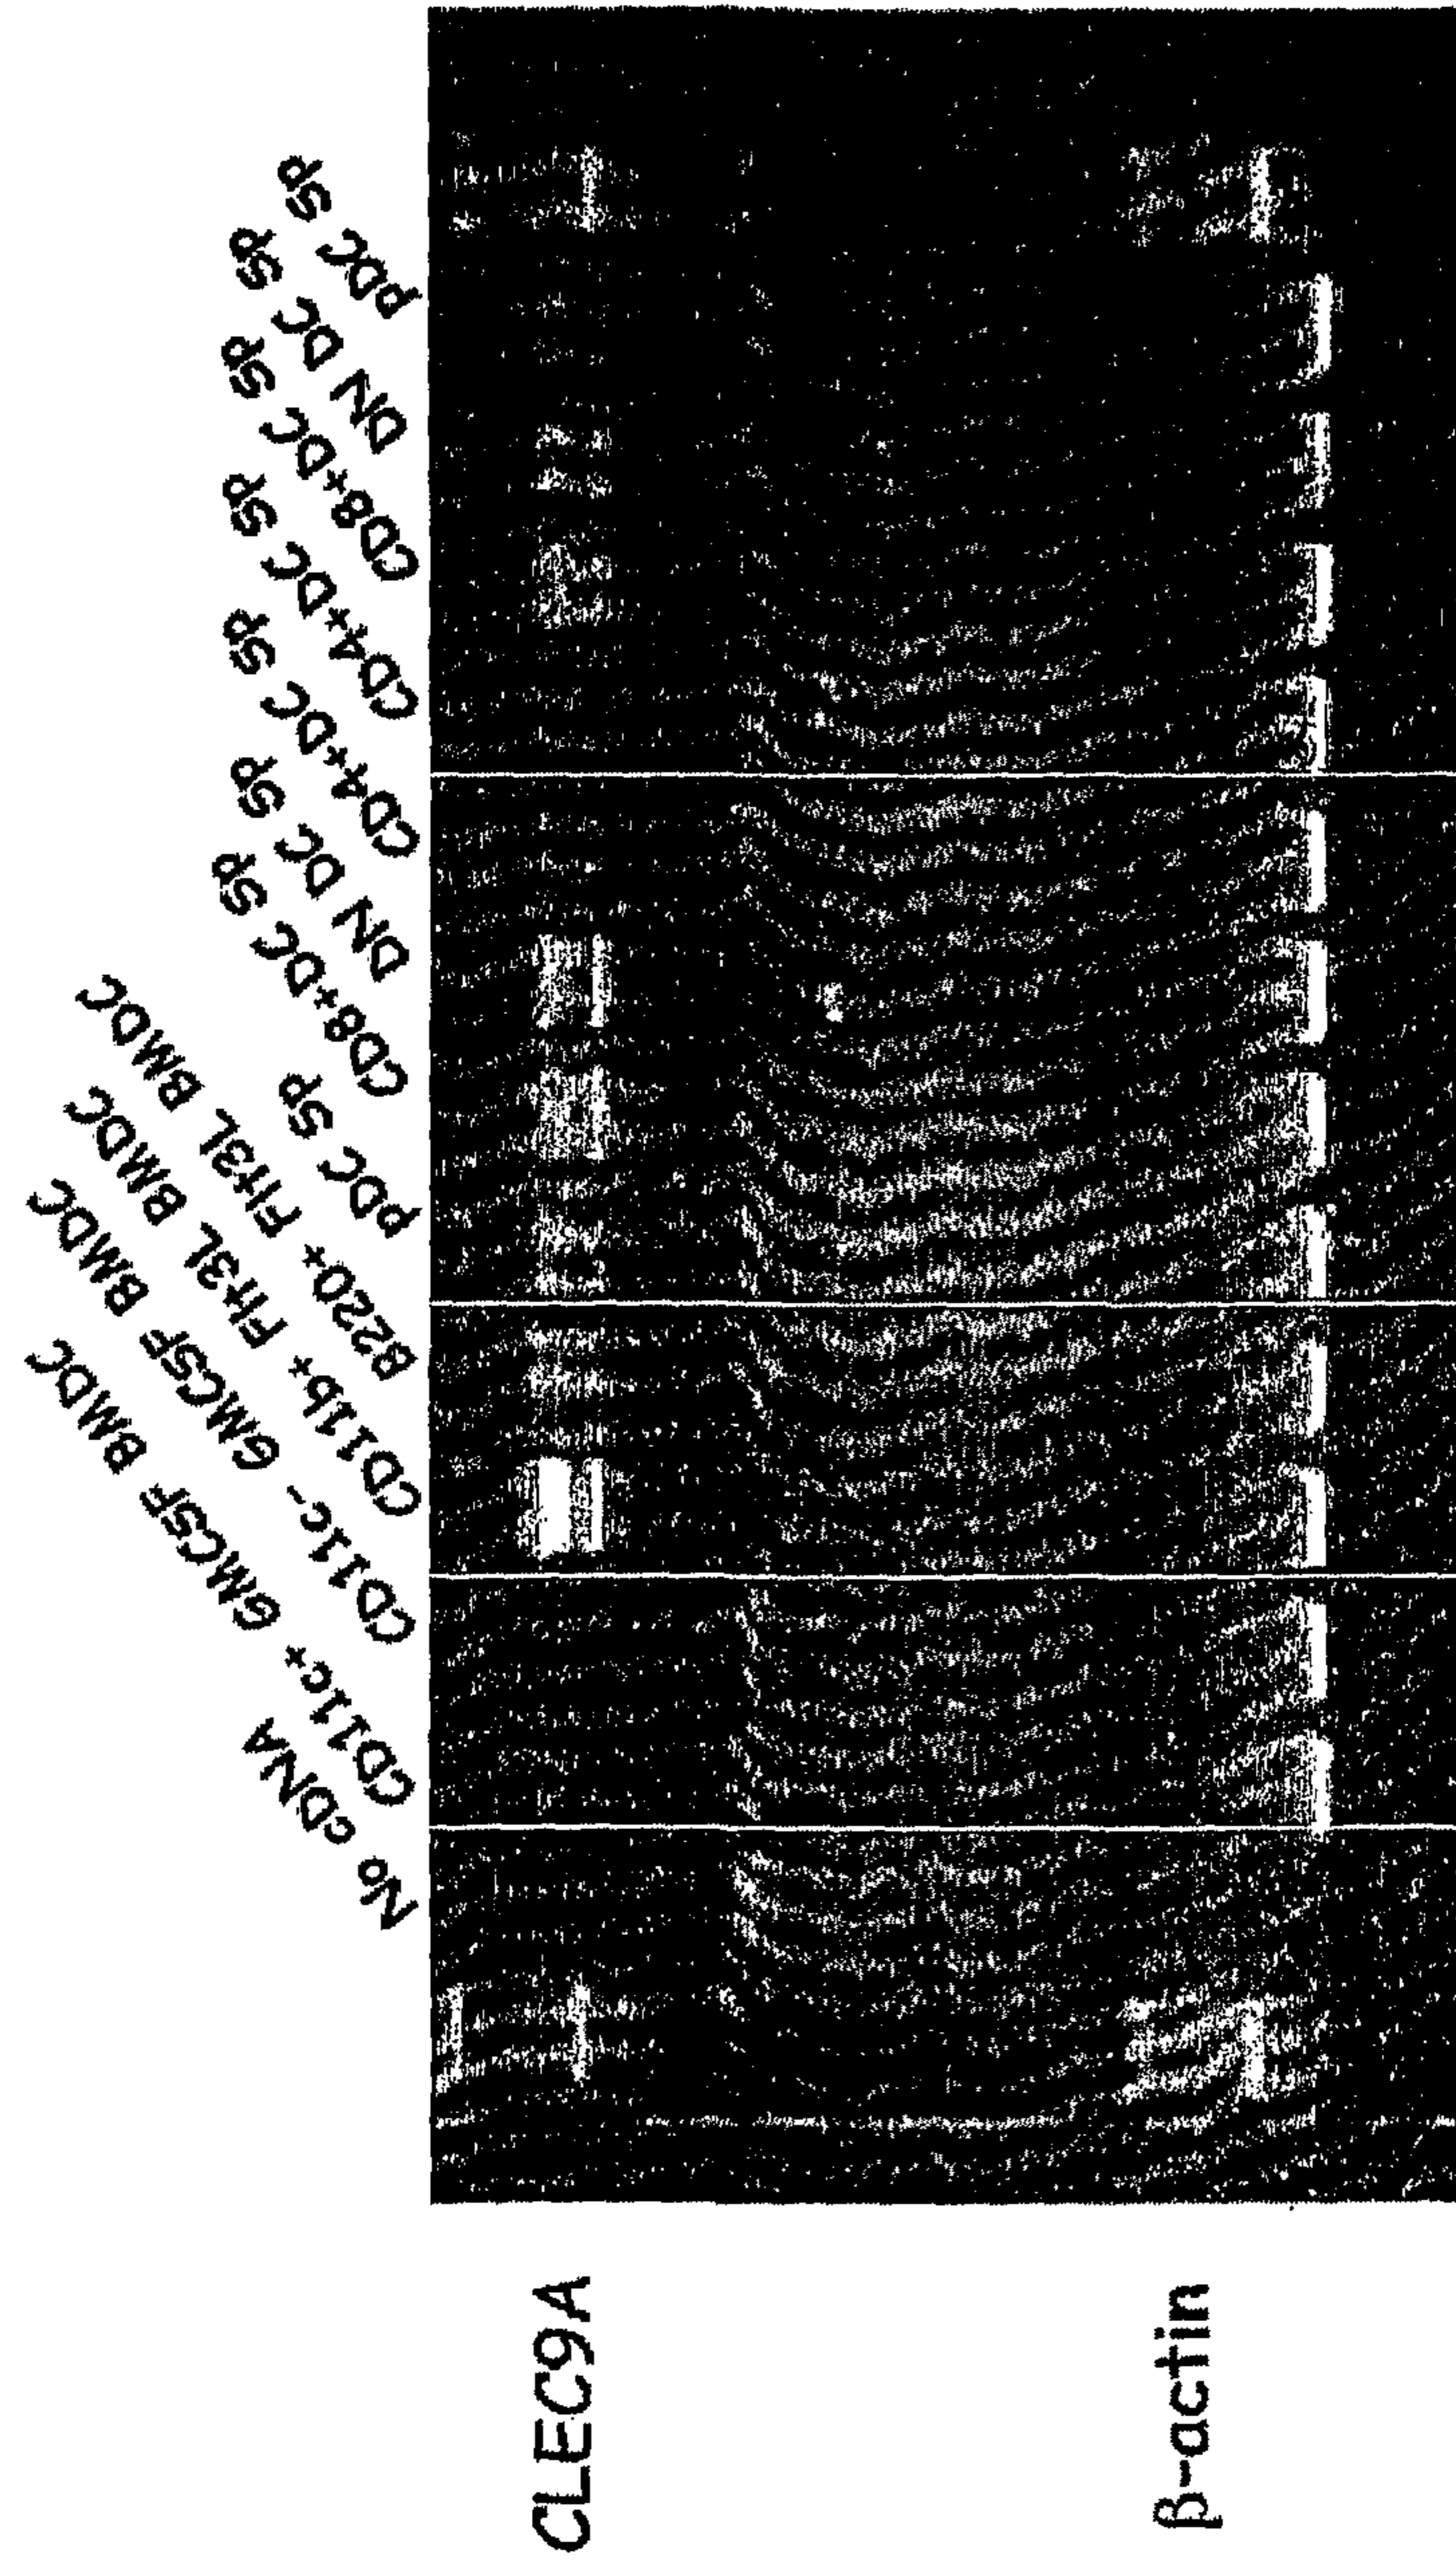 No cDNA
CD11c+ GMCSF BMDC
CD11c- GMCSF BMDC
CD11b+ Flt3L BMDC
B220+ Flt3L BMDC
pDC Sp
CD8+DC Sp
DN DC Sp
CD4+DC Sp
CD4+DC Sp
CD8+DC Sp
DN DC Sp
pDC Sp
CLEC9A
β-actin